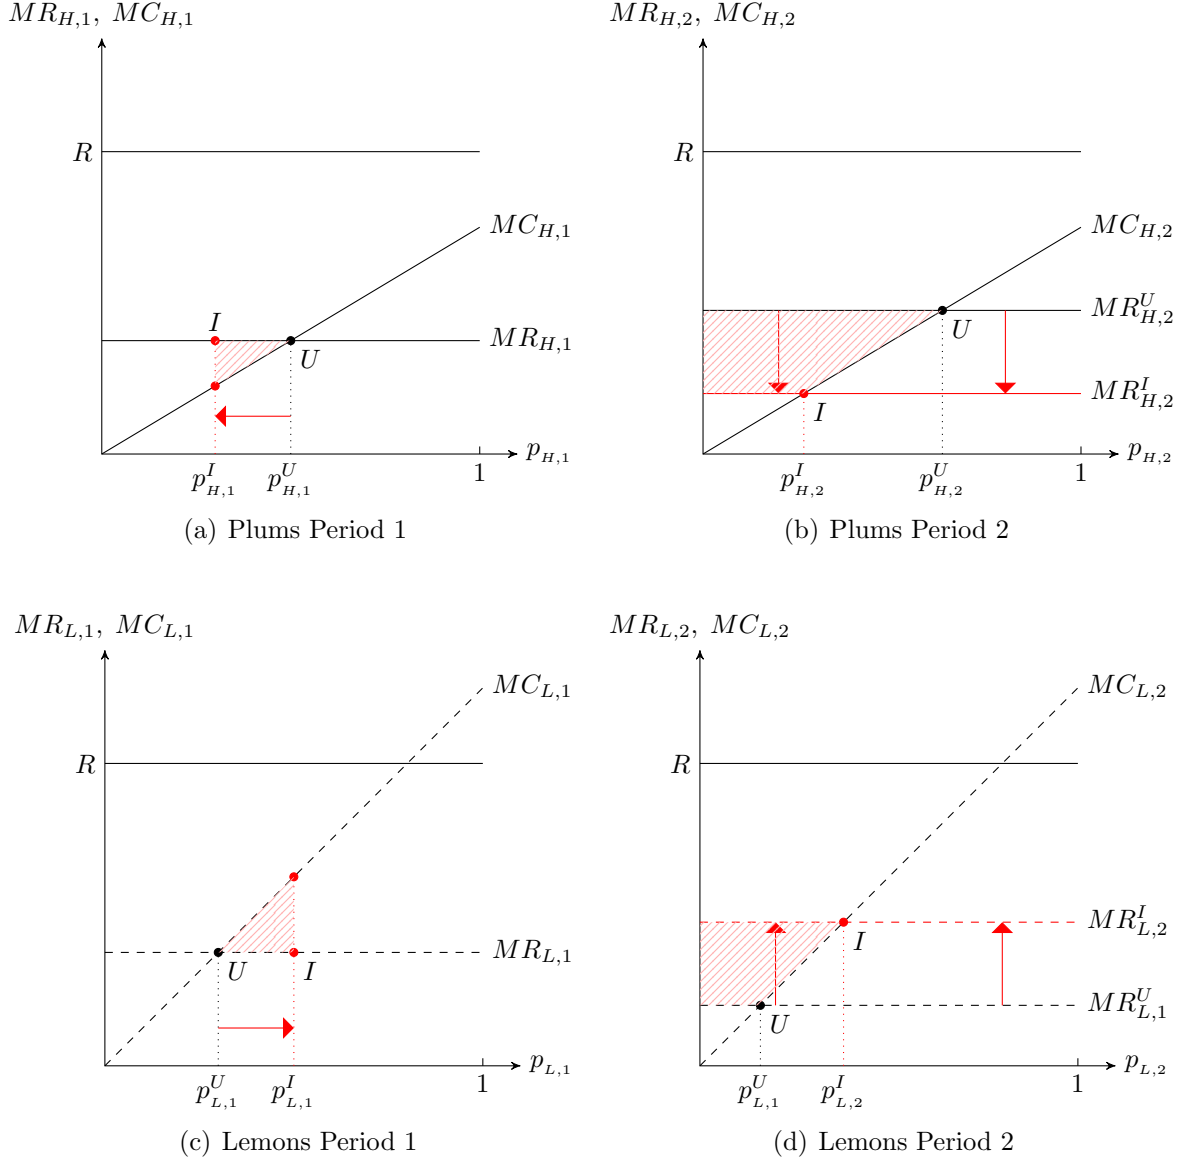 MR_{H,1}, MC_{H,1}
R
MC_{H,1}
I
U
MR_{H,1}
p^I_{H,1}
p^U_{H,1}
1
p_{H,1}
(a) Plums Period 1
MR_{H,2}, MC_{H,2}
R
MC_{H,2}
MR^U_{H,2}
U
MR^I_{H,2}
I
p^I_{H,2}
p^U_{H,2}
1
p_{H,2}
(b) Plums Period 2
MR_{L,1}, MC_{L,1}
MC_{L,1}
R
MR_{L,1}
U
I
p^U_{L,1}
p^I_{L,1}
1
p_{L,1}
(c) Lemons Period 1
MR_{L,2}, MC_{L,2}
MC_{L,2}
R
MR^I_{L,2}
I
MR^U_{L,1}
U
p^U_{L,1}
p^I_{L,2}
1
p_{L,2}
(d) Lemons Period 2